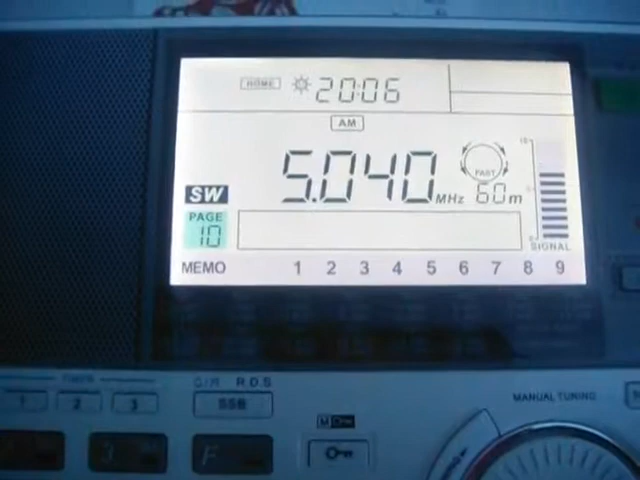 HOME 20:06
AM
5.040 MHz
FAST
60m
SW
PAGE
10
SIGNAL
MEMO 1 2 3 4 5 6 7 8 9
TIMER
1 2 3
R.D.S
SSB
MANUAL TUNING
M
3
F